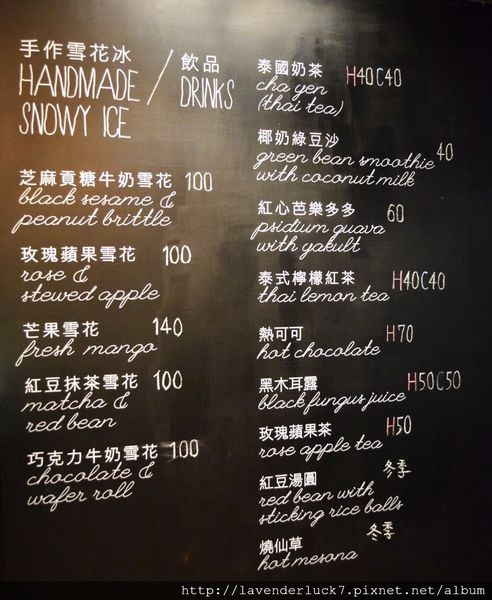 手作雪花冰
HANDMADE
SNOWY ICE
/
飲品
DRINKS
芝麻貢糖牛奶雪花 100
black sesame &
peanut brittle
玫瑰蘋果雪花 100
rose &
stewed apple
芒果雪花 140
fresh mango
紅豆抹茶雪花 100
matcha &
red bean
巧克力牛奶雪花 100
chocolate &
wafer roll
泰國奶茶 H40C40
cha yen
(thai tea)
椰奶綠豆沙
green bean smoothie 40
with coconut milk
紅心芭樂多多 60
psidium guava
with yakult
泰式檸檬紅茶 H40C40
thai lemon tea
熱可可 H70
hot chocolate
黑木耳露 H50C50
black fungus juice
玫瑰蘋果茶 H50
rose apple tea
紅豆湯圓 冬季
red bean with
sticking rice balls
燒仙草 冬季
hot mesona
http://lavenderluck7.pixnet.net/album